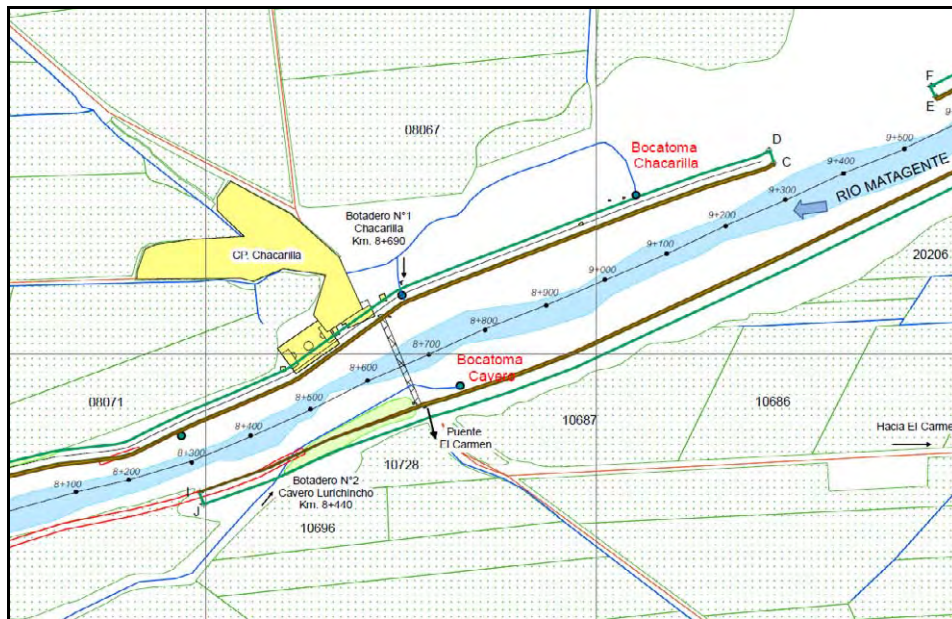 F
E
9+500
08067
D
Bocatoma
Chacarilla
C
9+400
RIO MATAGENTE
9+300
9+200
Botadero N°1
Chacarilla
Km. 8+690
CP. Chacarilla
9+100
20206
9+000
8+900
8+800
8+700
Bocatoma
Cavero
8+600
10686
08071
8+500
10687
Hacia El Carme
8+400
Puente
El Carmen
8+300
10728
8+200
Botadero N°2
Cavero Lurichincho
Km. 8+440
8+100
I
J
10696